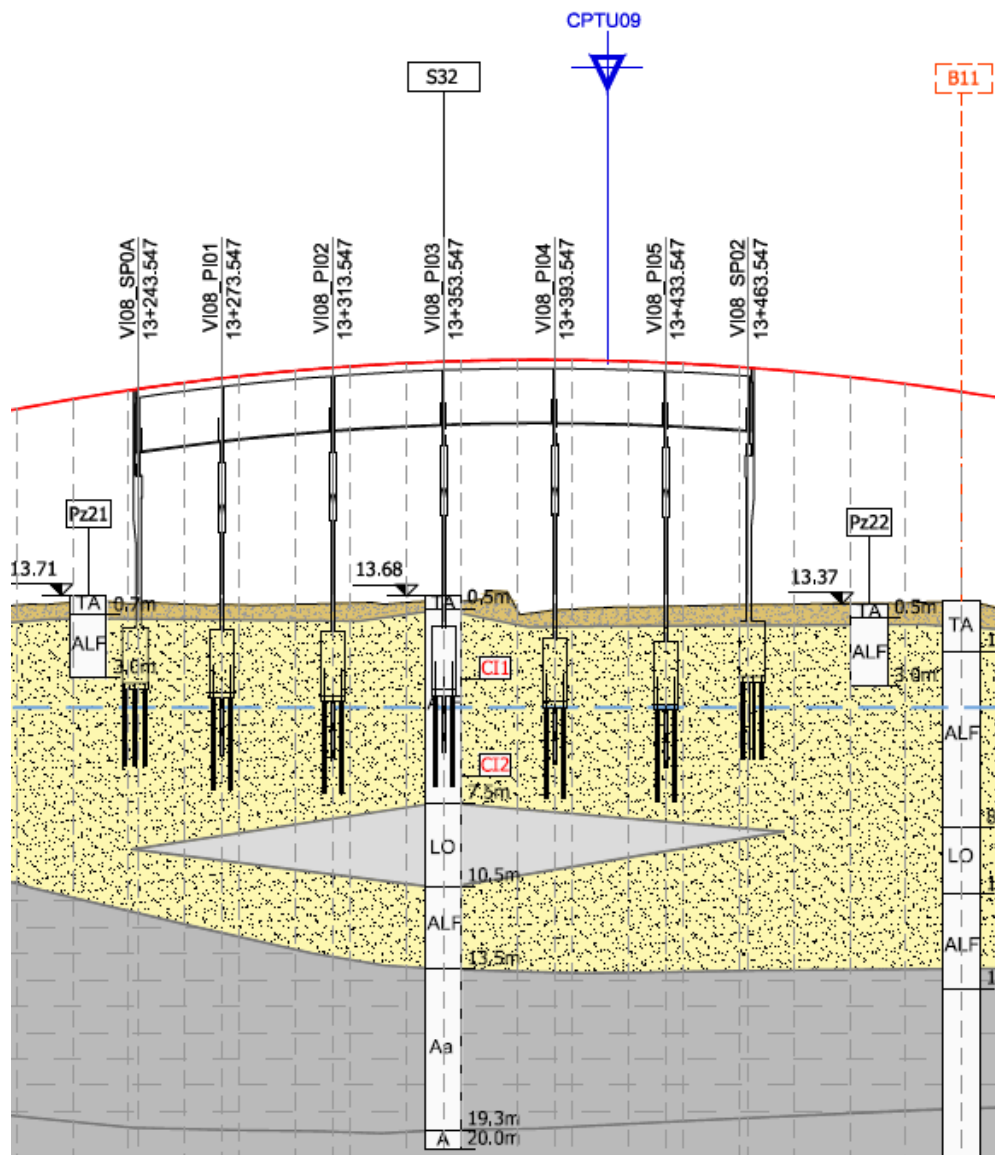 CPTU09
S32
B11
VI08_SP0A
13+243.547
VI08_PI01
13+273.547
VI08_PI02
13+313.547
VI08_PI03
13+353.547
VI08_PI04
13+393.547
VI08_PI05
13+433.547
VI08_SP02
13+463.547
Pz21
Pz22
13.71
13.68
13.37
TA
0.7m
ALF
3.0m
TA
0,5m
CI1
CI2
7,5m
LO
10,5m
ALF
13,5m
Aa
19,3m
A
20.0m
TA
0.5m
ALF
3.0m
TA
ALF
LO
ALF